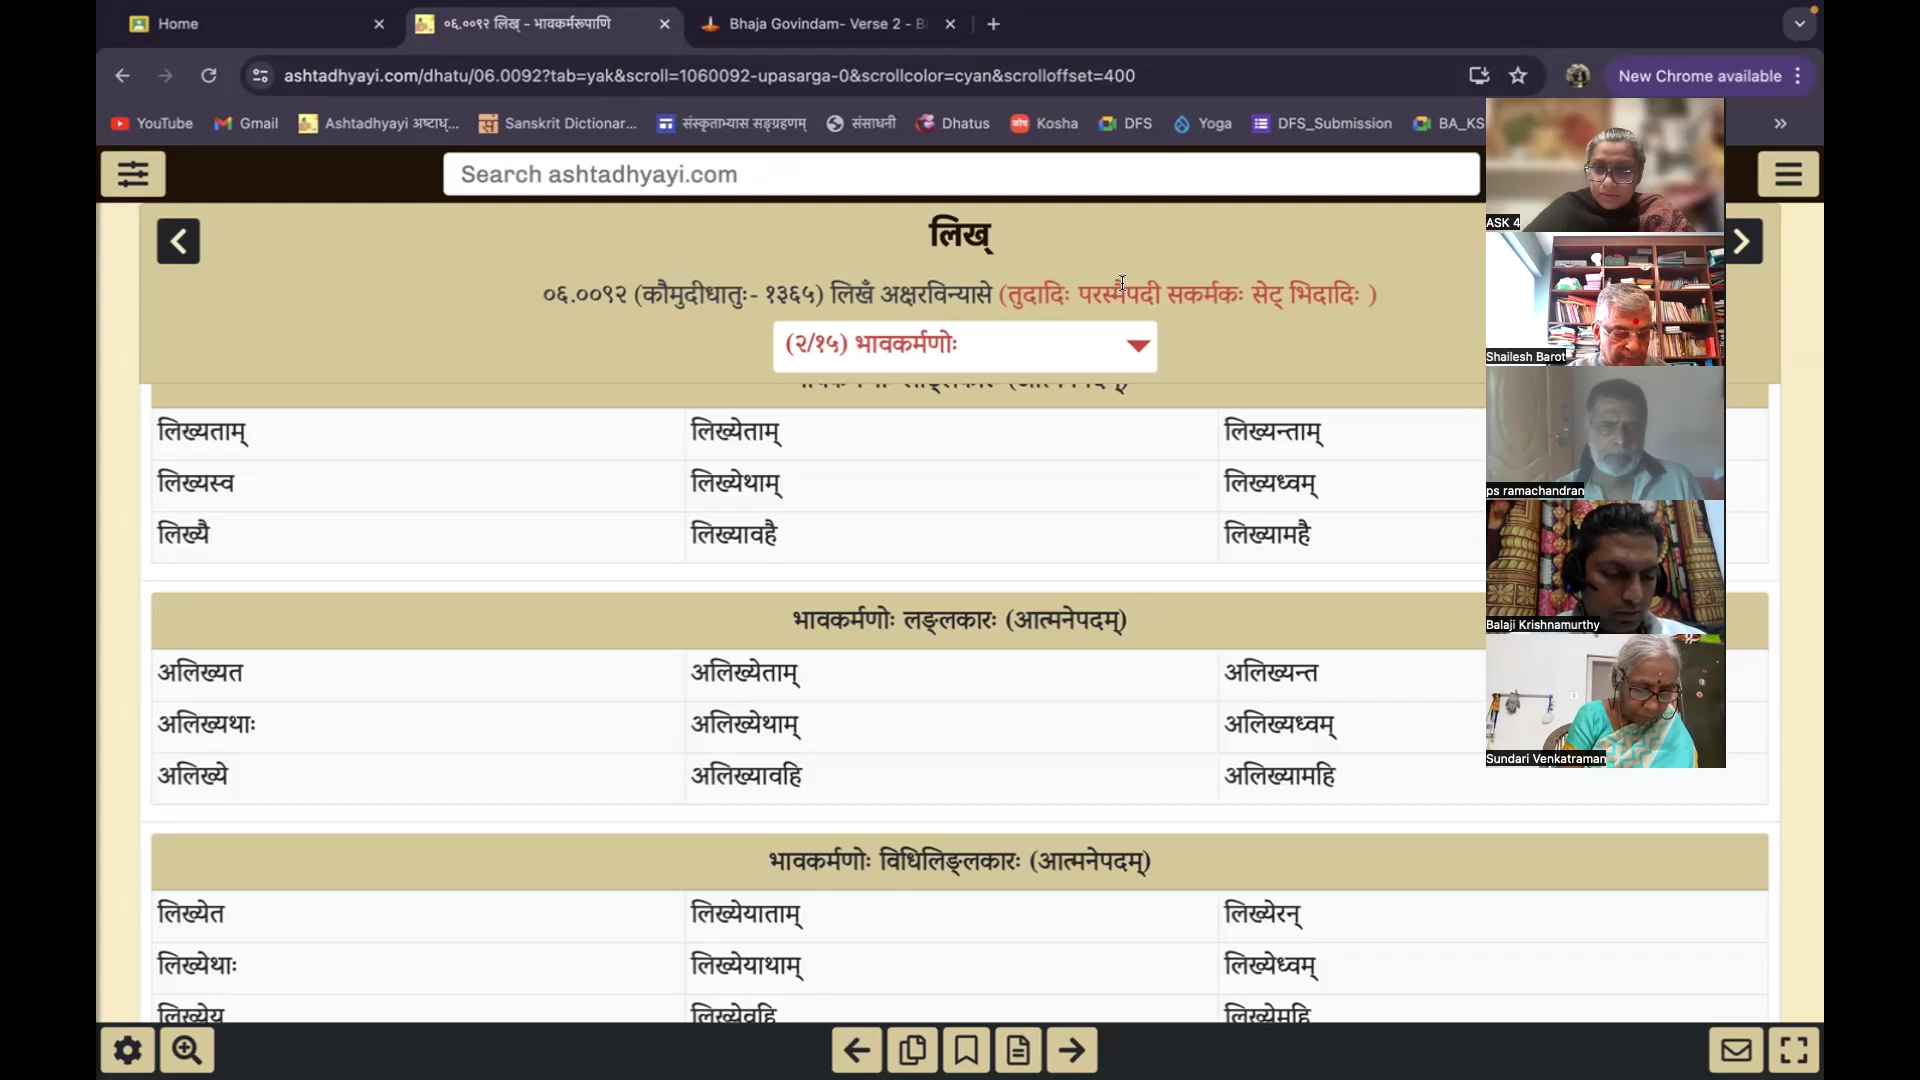 Home
०६.००९२ लिख् - भावकर्मरूपाणि
Bhaja Govindam- Verse 2 - B
ashtadhyayi.com/dhatu/06.0092?tab=yak&scroll=1060092-upasarga-0&scrollcolor=cyan&scrolloffset=400
New Chrome available
YouTube Gmail Ashtadhyayi अष्टाध्... Sanskrit Dictionar... संस्कृताभ्यास सङ्ग्रहणम् संसाधनी Dhatus Kosha DFS Yoga DFS_Submission BA_KS
Search ashtadhyayi.com
लिख्
०६.००९२ (कौमुदीधातुः- १३६५) लिखँ अक्षरविन्यासे (तुदादिः परस्मैपदी सकर्मकः सेट् भिदादिः )
(२/१५) भावकर्मणोः
लिख्यताम् लिख्येताम् लिख्यन्ताम्
लिख्यस्व लिख्येथाम् लिख्यध्वम्
लिख्यै लिख्यावहै लिख्यामहै
भावकर्मणोः लङ्लकारः (आत्मनेपदम्)
अलिख्यत अलिख्येताम् अलिख्यन्त
अलिख्यथाः अलिख्येथाम् अलिख्यध्वम्
अलिख्ये अलिख्यावहि अलिख्यामहि
भावकर्मणोः विधिलिङ्लकारः (आत्मनेपदम्)
लिख्येत लिख्येयाताम् लिख्येरन्
लिख्येथाः लिख्येयाथाम् लिख्येध्वम्
लिख्येय लिख्येवहि लिख्येमहि
ASK 4
Shailesh Barot
ps ramachandran
Balaji Krishnamurthy
Sundari Venkatraman